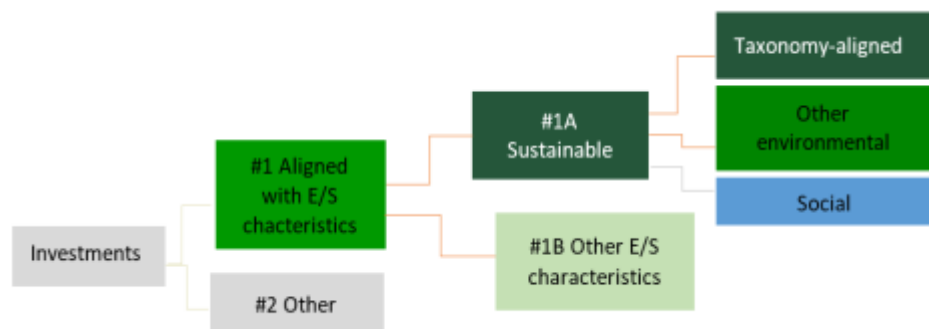 Investments
#1 Aligned
with E/S
chacteristics
#2 Other
#1A
Sustainable
#1B Other E/S
characteristics
Taxonomy-aligned
Other
environmental
Social